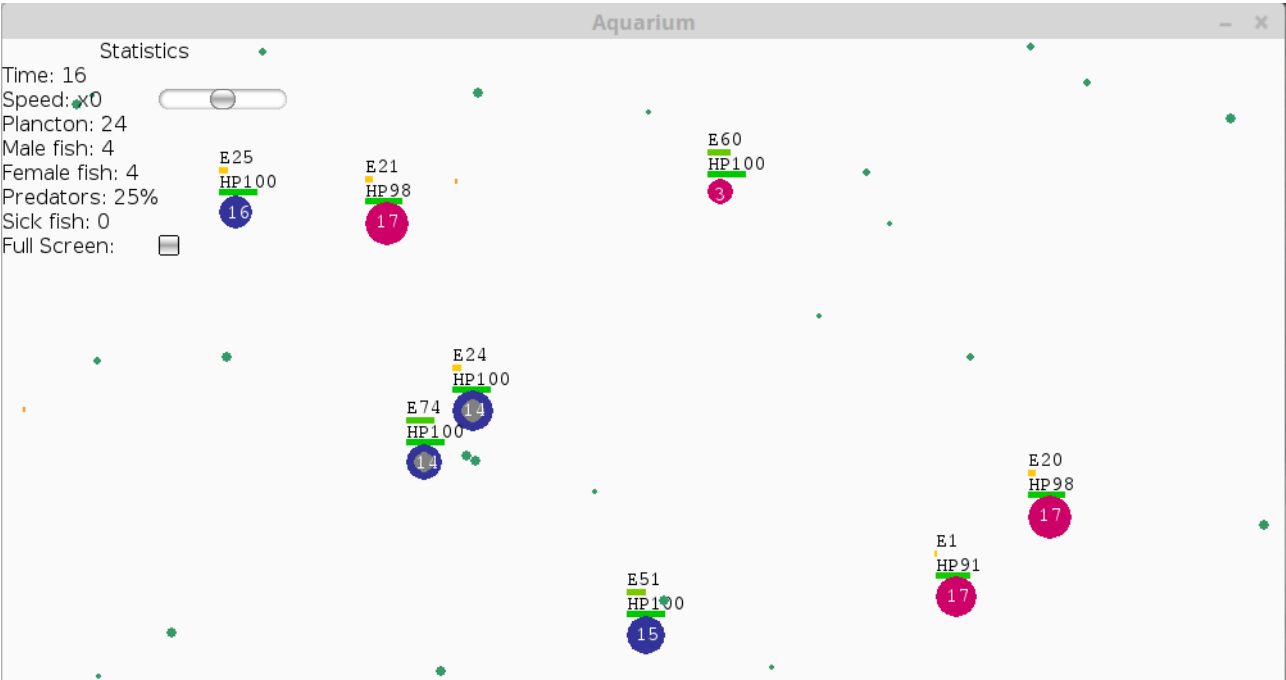 Aquarium
Statistics
Time: 16
Speed: x0
Plancton: 24
Male fish: 4
Female fish: 4
Predators: 25%
Sick fish: 0
Full Screen:
E25
HP100
16
E21
HP98
17
E60
HP100
3
E24
HP100
14
E74
HP100
14
E20
HP98
17
E1
HP91
17
E51
HP100
15